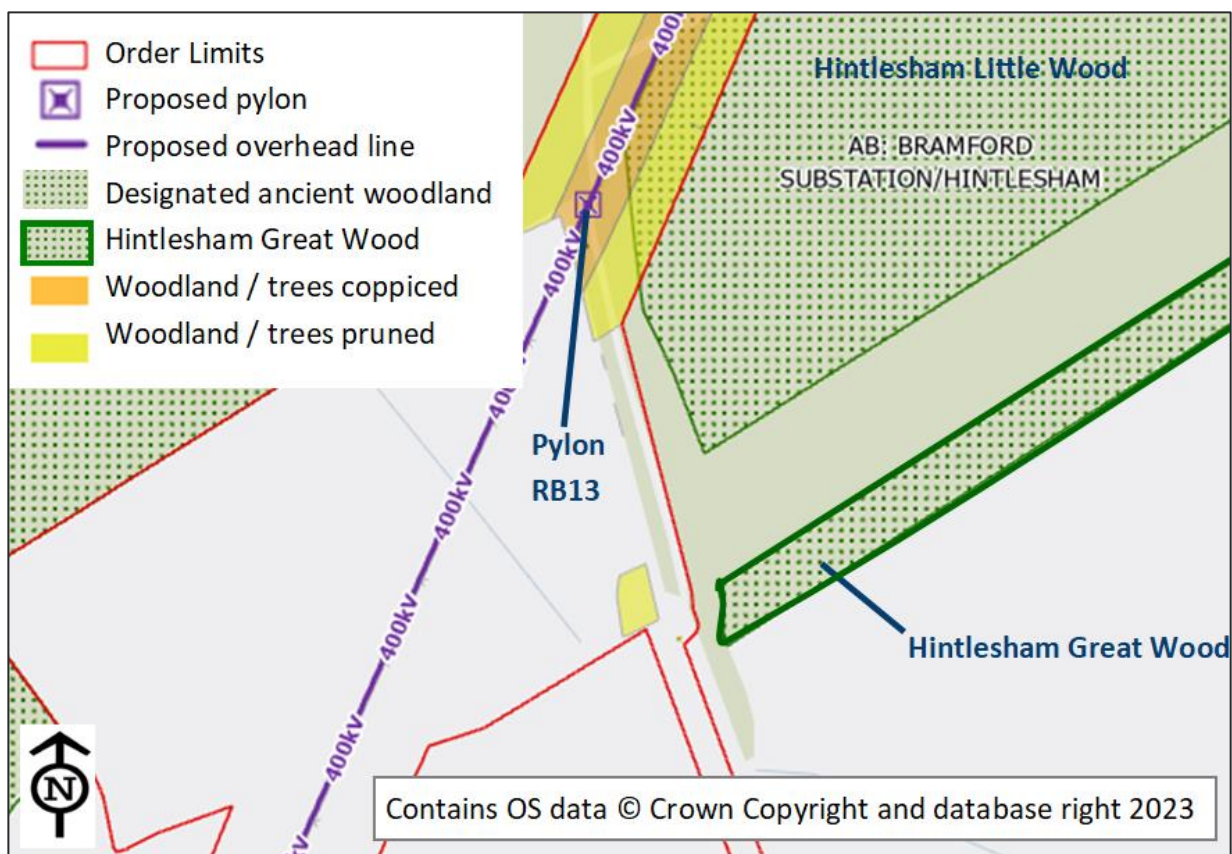 Order Limits
Proposed pylon
Proposed overhead line
Designated ancient woodland
Hintlesham Great Wood
Woodland / trees coppiced
Woodland / trees pruned
400kV
Hintlesham Little Wood
AB: BRAMFORD
SUBSTATION/HINTLESHAM
400kV
400kV
400kV
Pylon
RB13
400kV
400kV
Hintlesham Great Wood
400kV
400kV
N
Contains OS data © Crown Copyright and database right 2023